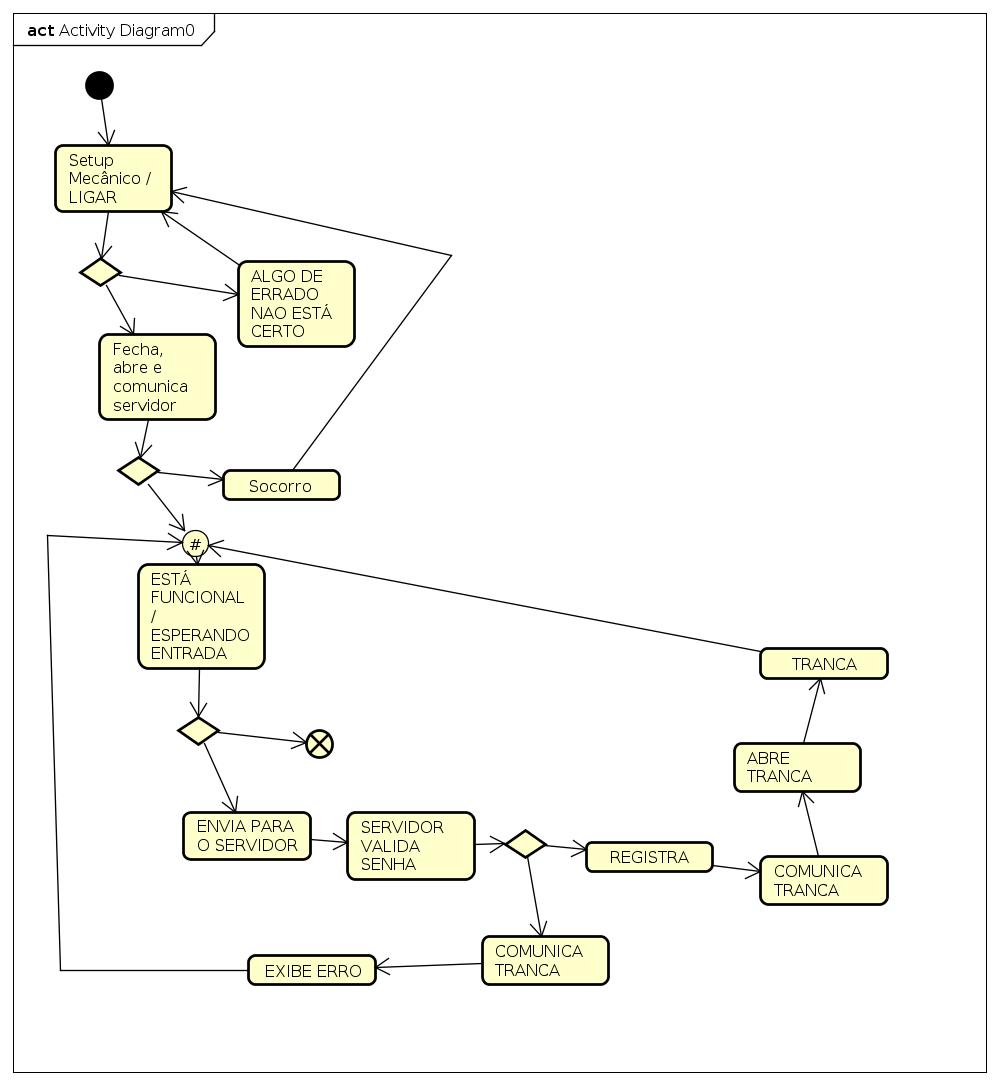 act Activity Diagram0
Setup
Mecânico /
LIGAR
ALGO DE
ERRADO
NAO ESTÁ
CERTO
Fecha,
abre e
comunica
servidor
Socorro
#
ESTÁ
FUNCIONAL
/
ESPERANDO
ENTRADA
TRANCA
ABRE
TRANCA
ENVIA PARA
O SERVIDOR
SERVIDOR
VALIDA
SENHA
REGISTRA
COMUNICA
TRANCA
COMUNICA
TRANCA
EXIBE ERRO